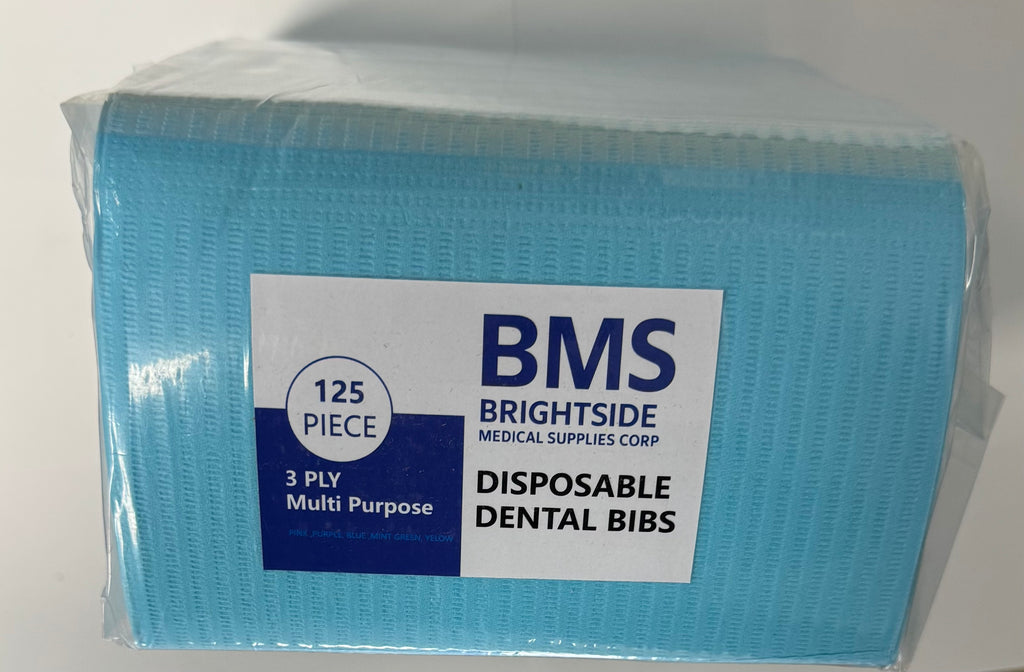 125
PIECE
3 PLY
Multi Purpose
PINK ,PURPLE, BLUE ,MINT GREEN, YELOW
BMS
BRIGHTSIDE
MEDICAL SUPPLIES CORP
DISPOSABLE
DENTAL BIBS